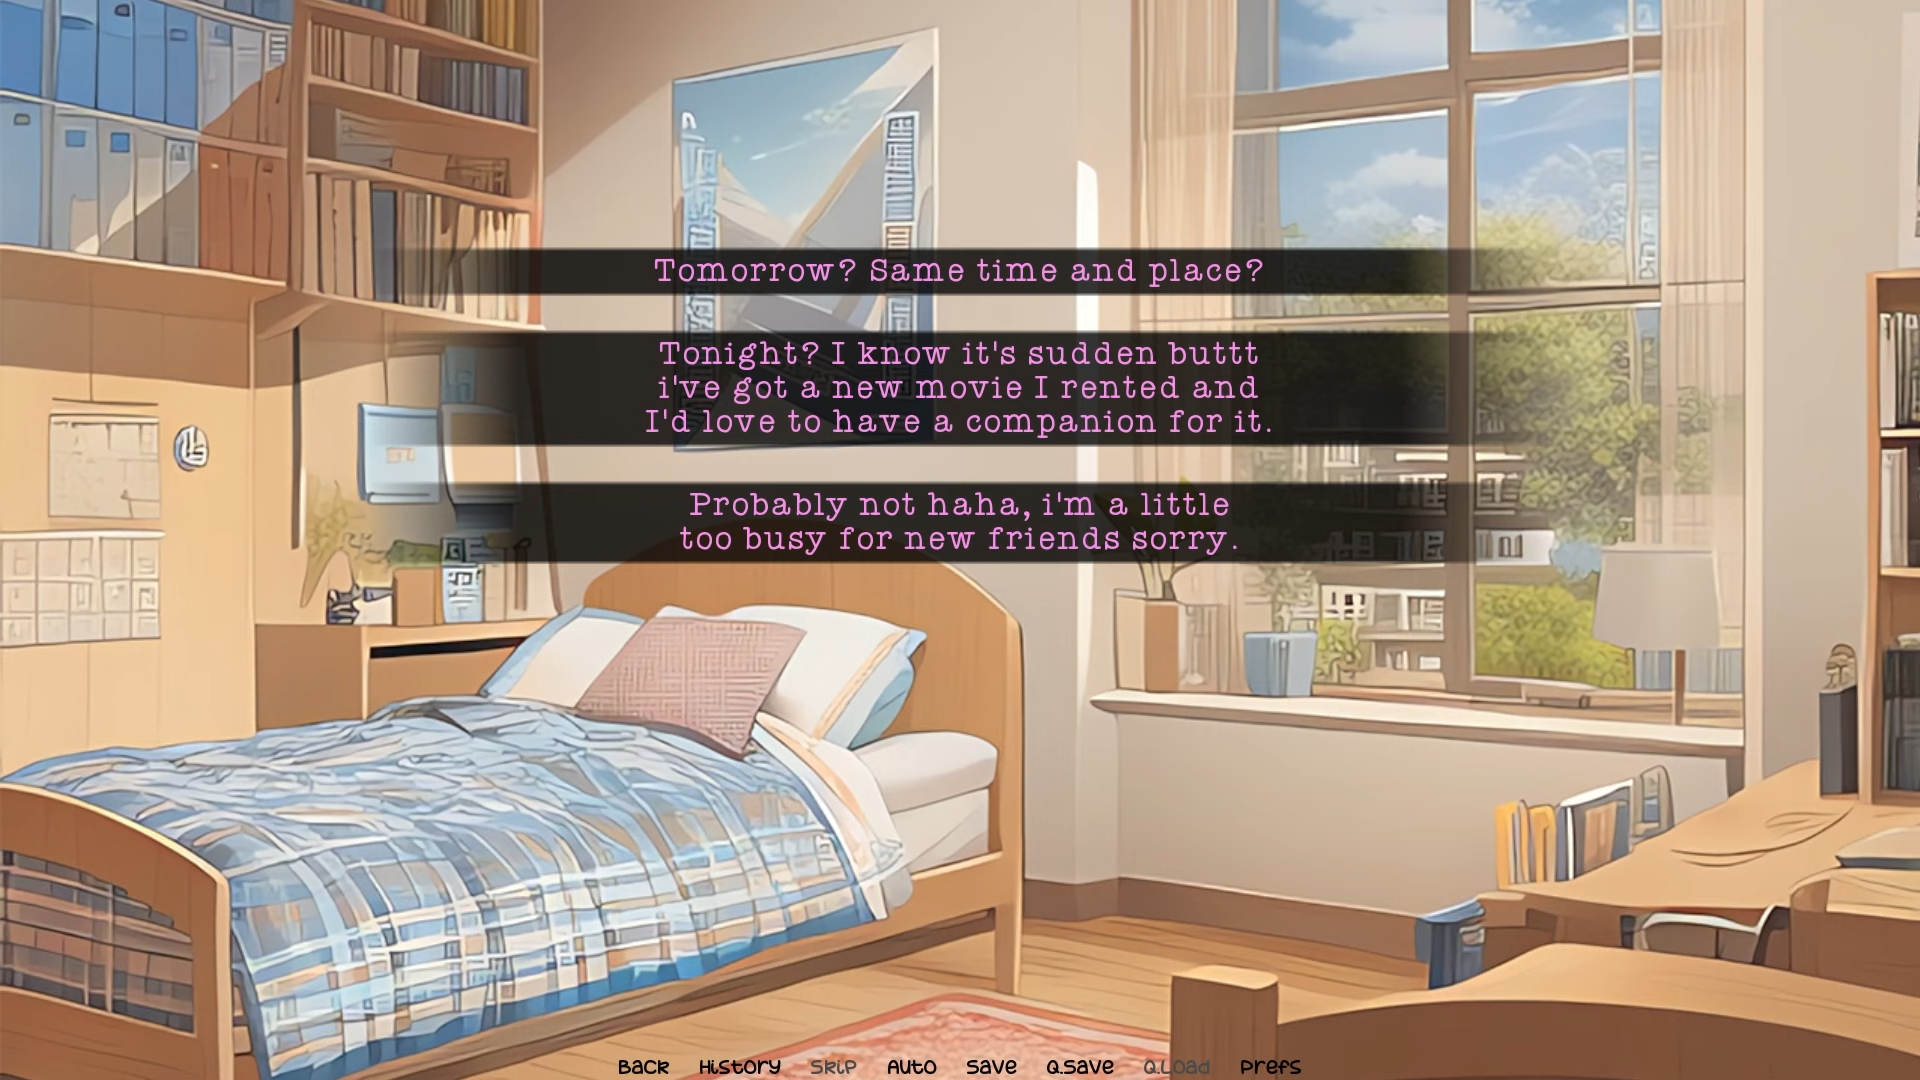 Tomorrow? Same time and place?
Tonight? I know it's sudden buttt
i've got a new movie I rented and
I'd love to have a companion for it.
Probably not haha, i'm a little
too busy for new friends sorry.
Back History Skip Auto Save Q.Save Q.Load Prefs